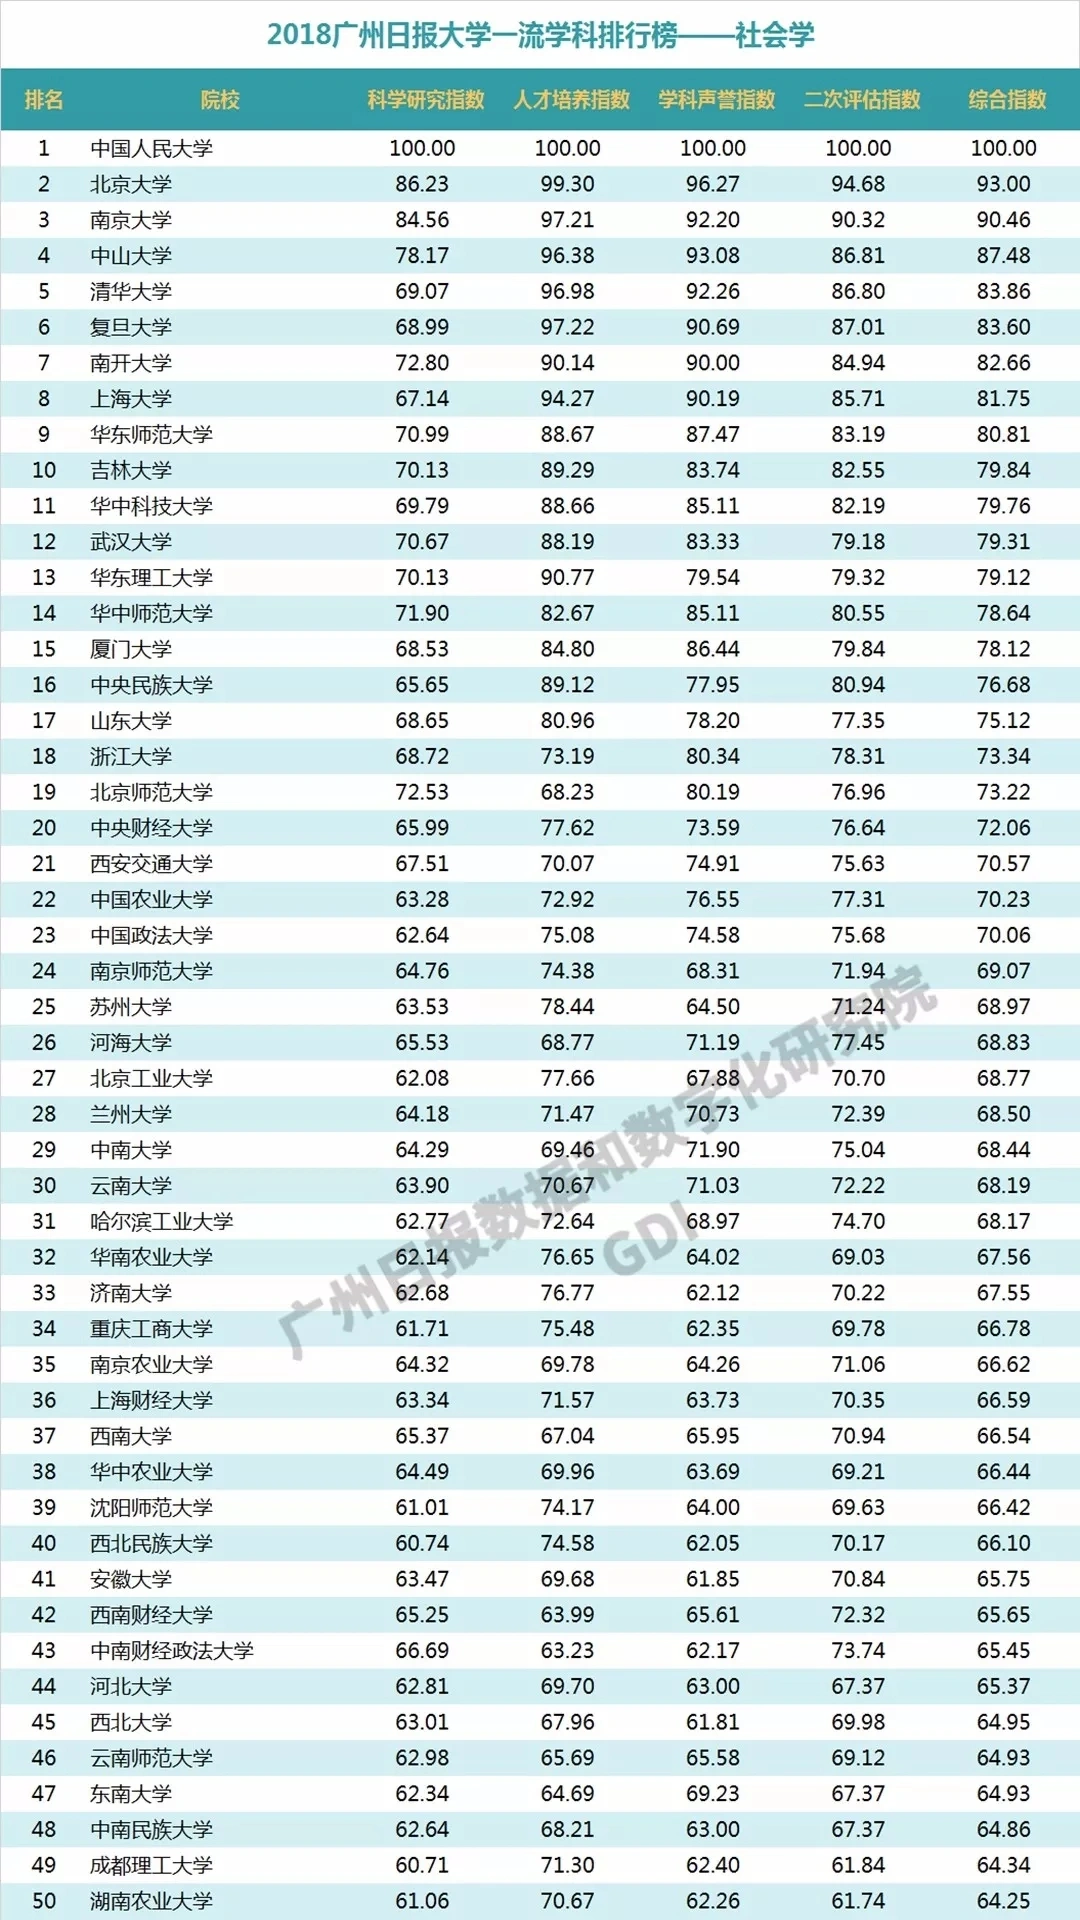 2018广州日报大学一流学科排行榜——社会学
排名 院校 科学研究指数 人才培养指数 学科声誉指数 二次评估指数 综合指数
1 中国人民大学 100.00 100.00 100.00 100.00 100.00
2 北京大学 86.23 99.30 96.27 94.68 93.00
3 南京大学 84.56 97.21 92.20 90.32 90.46
4 中山大学 78.17 96.38 93.08 86.81 87.48
5 清华大学 69.07 96.98 92.26 86.80 83.86
6 复旦大学 68.99 97.22 90.69 87.01 83.60
7 南开大学 72.80 90.14 90.00 84.94 82.66
8 上海大学 67.14 94.27 90.19 85.71 81.75
9 华东师范大学 70.99 88.67 87.47 83.19 80.81
10 吉林大学 70.13 89.29 83.74 82.55 79.84
11 华中科技大学 69.79 88.66 85.11 82.19 79.76
12 武汉大学 70.67 88.19 83.33 79.18 79.31
13 华东理工大学 70.13 90.77 79.54 79.32 79.12
14 华中师范大学 71.90 82.67 85.11 80.55 78.64
15 厦门大学 68.53 84.80 86.44 79.84 78.12
16 中央民族大学 65.65 89.12 77.95 80.94 76.68
17 山东大学 68.65 80.96 78.20 77.35 75.12
18 浙江大学 68.72 73.19 80.34 78.31 73.34
19 北京师范大学 72.53 68.23 80.19 76.96 73.22
20 中央财经大学 65.99 77.62 73.59 76.64 72.06
21 西安交通大学 67.51 70.07 74.91 75.63 70.57
22 中国农业大学 63.28 72.92 76.55 77.31 70.23
23 中国政法大学 62.64 75.08 74.58 75.68 70.06
24 南京师范大学 64.76 74.38 68.31 71.94 69.07
25 苏州大学 63.53 78.44 64.50 71.24 68.97
26 河海大学 65.53 68.77 71.19 77.45 68.83
27 北京工业大学 62.08 77.66 67.88 70.70 68.77
28 兰州大学 64.18 71.47 70.73 72.39 68.50
29 中南大学 64.29 69.46 71.90 75.04 68.44
30 云南大学 63.90 70.67 71.03 72.22 68.19
31 哈尔滨工业大学 62.77 72.64 68.97 74.70 68.17
32 华南农业大学 62.14 76.65 64.02 69.03 67.56
33 济南大学 62.68 76.77 62.12 70.22 67.55
34 重庆工商大学 61.71 75.48 62.35 69.78 66.78
35 南京农业大学 64.32 69.78 64.26 71.06 66.62
36 上海财经大学 63.34 71.57 63.73 70.35 66.59
37 西南大学 65.37 67.04 65.95 70.94 66.54
38 华中农业大学 64.49 69.96 63.69 69.21 66.44
39 沈阳师范大学 61.01 74.17 64.00 69.63 66.42
40 西北民族大学 60.74 74.58 62.05 70.17 66.10
41 安徽大学 63.47 69.68 61.85 70.84 65.75
42 西南财经大学 65.25 63.99 65.61 72.32 65.65
43 中南财经政法大学 66.69 63.23 62.17 73.74 65.45
44 河北大学 62.81 69.70 63.00 67.37 65.37
45 西北大学 63.01 67.96 61.81 69.98 64.95
46 云南师范大学 62.98 65.69 65.58 69.12 64.93
47 东南大学 62.34 64.69 69.23 67.37 64.93
48 中南民族大学 62.64 68.21 63.00 67.37 64.86
49 成都理工大学 60.71 71.30 62.40 61.84 64.34
50 湖南农业大学 61.06 70.67 62.26 61.74 64.25
广州日报数据和数字化研究院
GDI